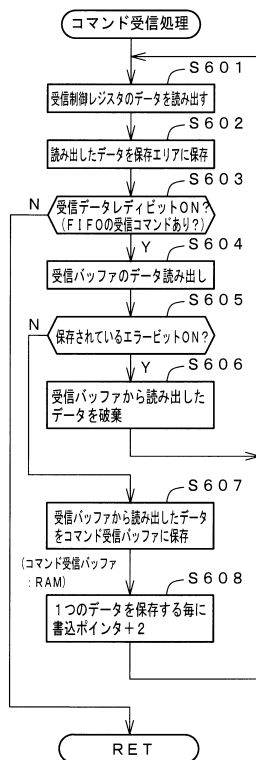 コマンド受信処理
S601
受信制御レジスタのデータを読み出す
S602
読み出したデータを保存エリアに保存
S603
N
受信データレディビットON?
(FIFOの受信コマンドあり?)
Y
S604
受信バッファのデータ読み出し
S605
N
保存されているエラービットON?
Y
S606
受信バッファから読み出した
データを破棄
S607
受信バッファから読み出したデータ
をコマンド受信バッファに保存
(コマンド受信バッファ
:RAM)
S608
1つのデータを保存する毎に
書込ポインタ+2
RET